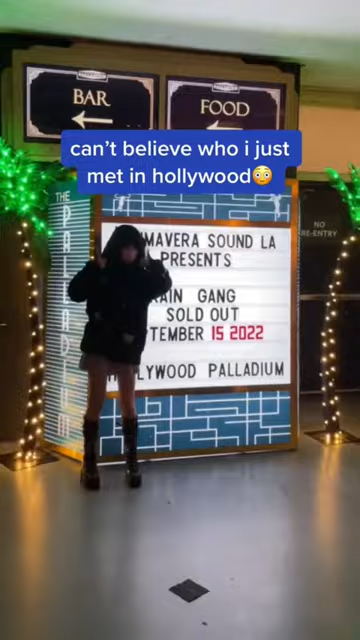 BAR
FOOD
can't believe who i just
met in hollywood😳
THE
PALLADIUM
NO
RE-ENTRY
MAVERA SOUND LA
PRESENTS
AIN GANG
SOLD OUT
TEMBER 15 2022
LYWOOD PALLADIUM